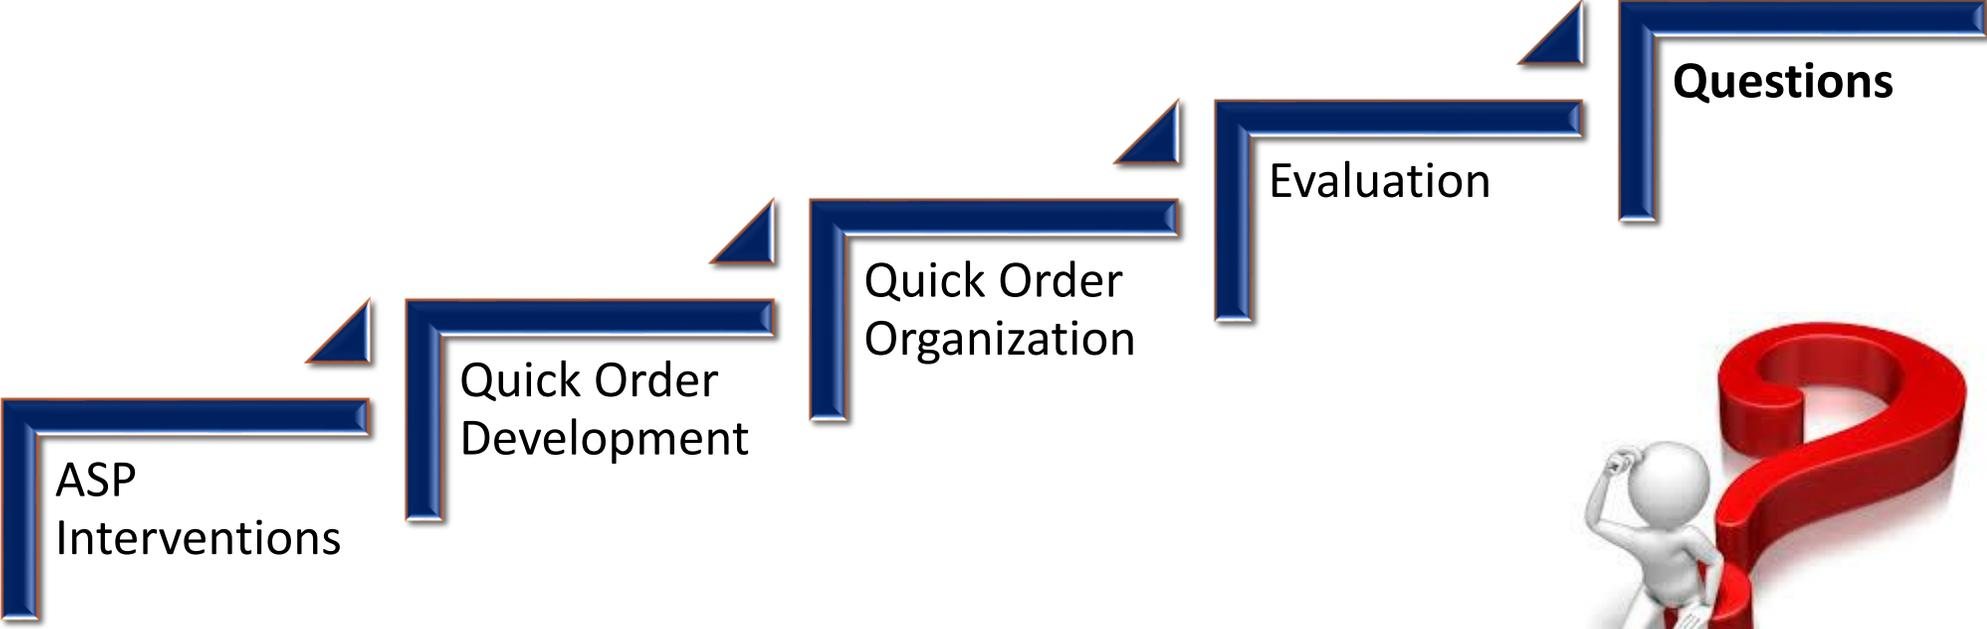 ASP
Interventions
Quick Order
Development
Quick Order
Organization
Evaluation
Questions